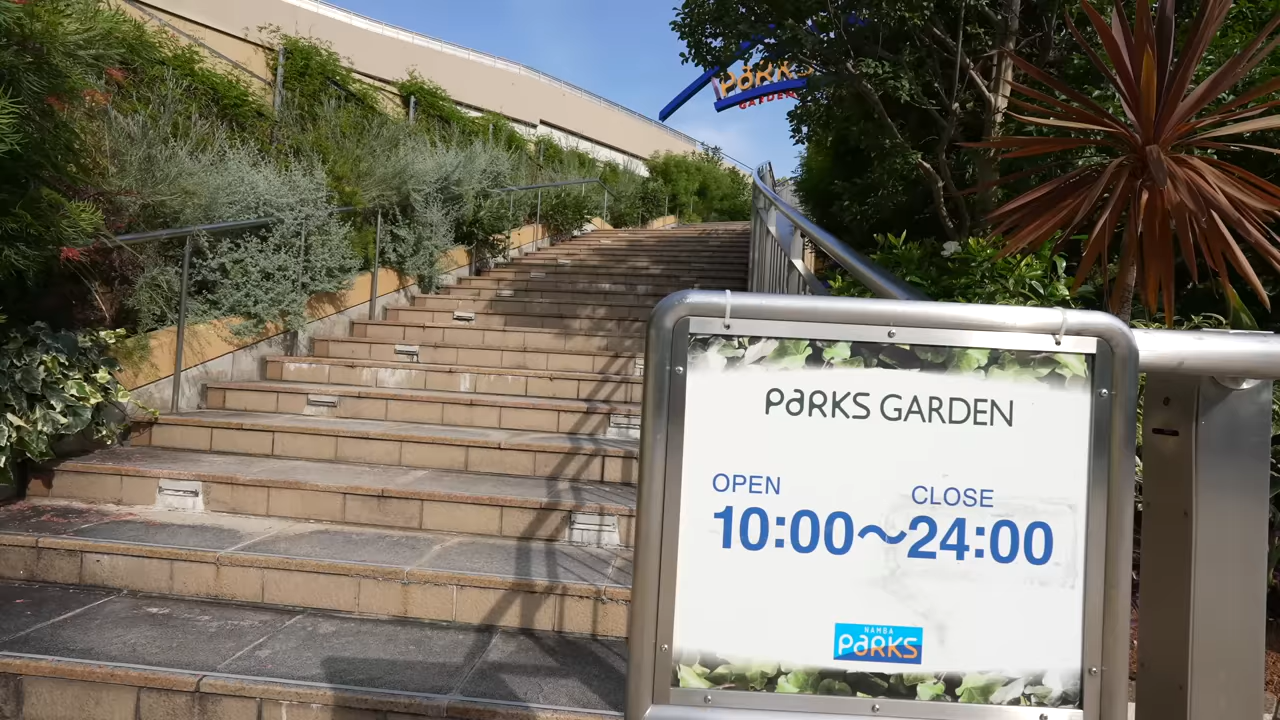 PARKS
GARDEN
PARKS GARDEN
OPEN
CLOSE
10:00〜24:00
NAMBA
PARKS